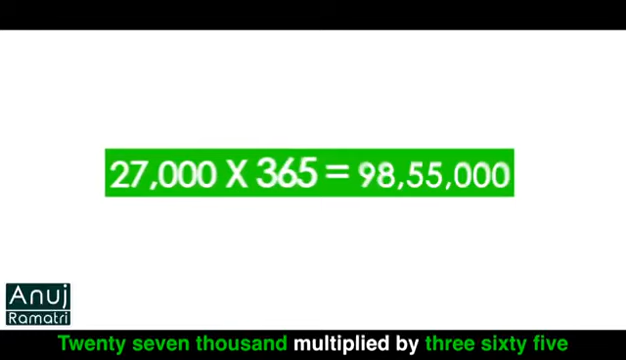 27,000 X 365 = 98,55,000
Anuj
Ramatri
Twenty seven thousand multiplied by three sixty five